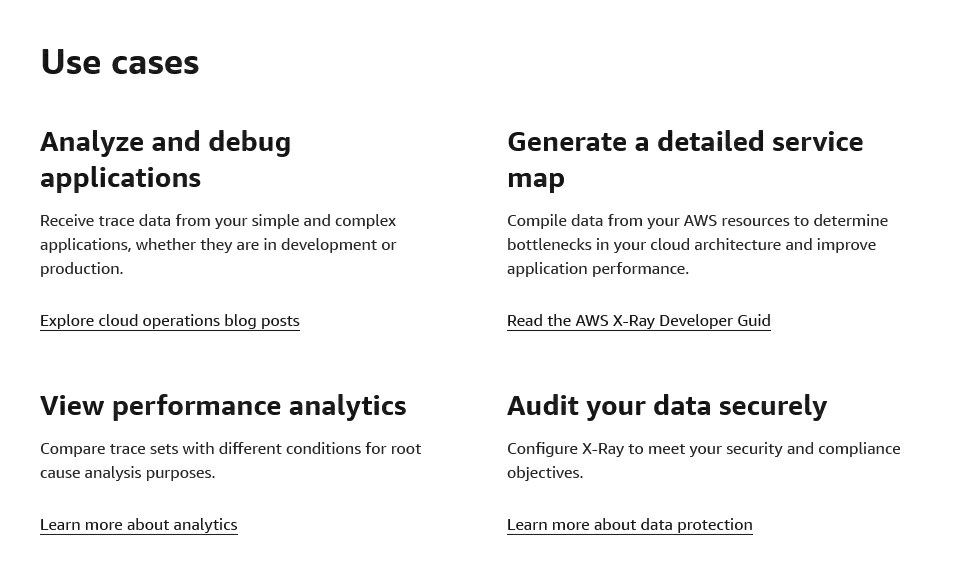 Use cases
Analyze and debug
applications
Receive trace data from your simple and complex
applications, whether they are in development or
production.
Explore cloud operations blog posts
Generate a detailed service
map
Compile data from your AWS resources to determine
bottlenecks in your cloud architecture and improve
application performance.
Read the AWS X-Ray Developer Guid
View performance analytics
Compare trace sets with different conditions for root
cause analysis purposes.
Learn more about analytics
Audit your data securely
Configure X-Ray to meet your security and compliance
objectives.
Learn more about data protection